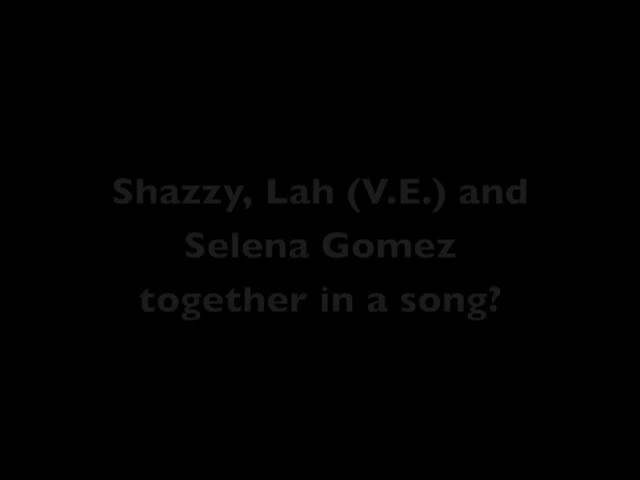 Shazzy, Lah (V.E.) and
Selena Gomez
together in a song?